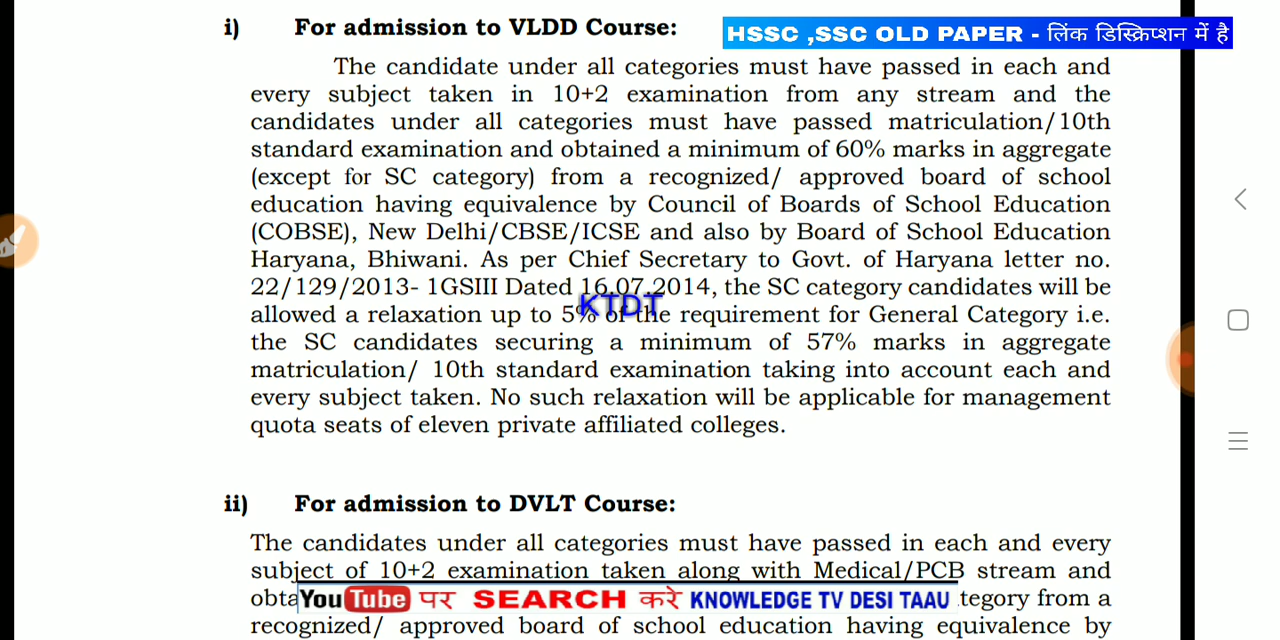 i) For admission to VLDD Course:
HSSC ,SSC OLD PAPER - लिंक डिस्क्रिप्शन में है
The candidate under all categories must have passed in each and
every subject taken in 10+2 examination from any stream and the
candidates under all categories must have passed matriculation/10th
standard examination and obtained a minimum of 60% marks in aggregate
(except for SC category) from a recognized/ approved board of school
education having equivalence by Council of Boards of School Education
(COBSE), New Delhi/CBSE/ICSE and also by Board of School Education
Haryana, Bhiwani. As per Chief Secretary to Govt. of Haryana letter no.
22/129/2013- 1GSIII Dated 16.07.2014, the SC category candidates will be
KTDT
allowed a relaxation up to 5% of the requirement for General Category i.e.
the SC candidates securing a minimum of 57% marks in aggregate
matriculation/ 10th standard examination taking into account each and
every subject taken. No such relaxation will be applicable for management
quota seats of eleven private affiliated colleges.
ii) For admission to DVLT Course:
The candidates under all categories must have passed in each and every
subject of 10+2 examination taken along with Medical/PCB stream and
YouTube पर SEARCH करे KNOWLEDGE TV DESI TAAU
from a
recognized/ approved board of school education having equivalence by